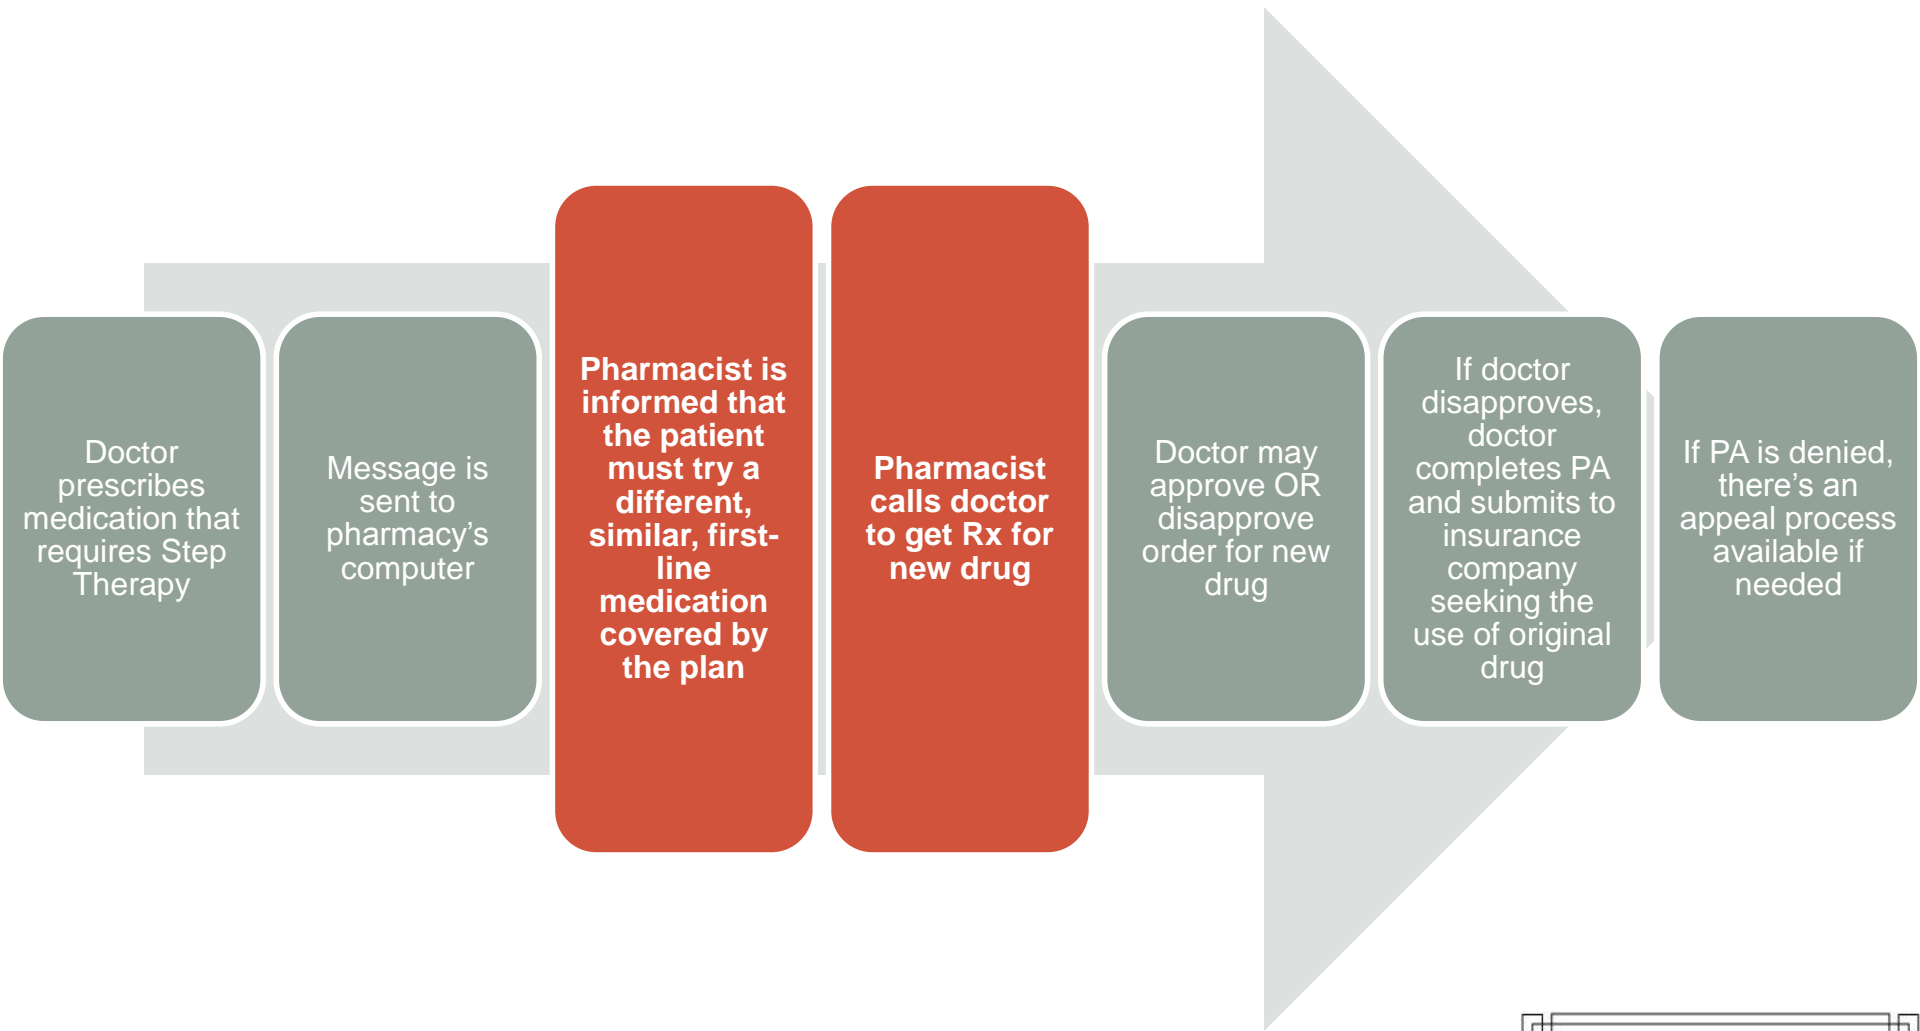 Doctor
prescribes
medication that
requires Step
Therapy
Message is
sent to
pharmacy’s
computer
Pharmacist is
informed that
the patient
must try a
different,
similar, first-
line
medication
covered by
the plan
Pharmacist
calls doctor
to get Rx for
new drug
Doctor may
approve OR
disapprove
order for new
drug
If doctor
disapproves,
doctor
completes PA
and submits to
insurance
company
seeking the
use of original
drug
If PA is denied,
there’s an
appeal process
available if
needed